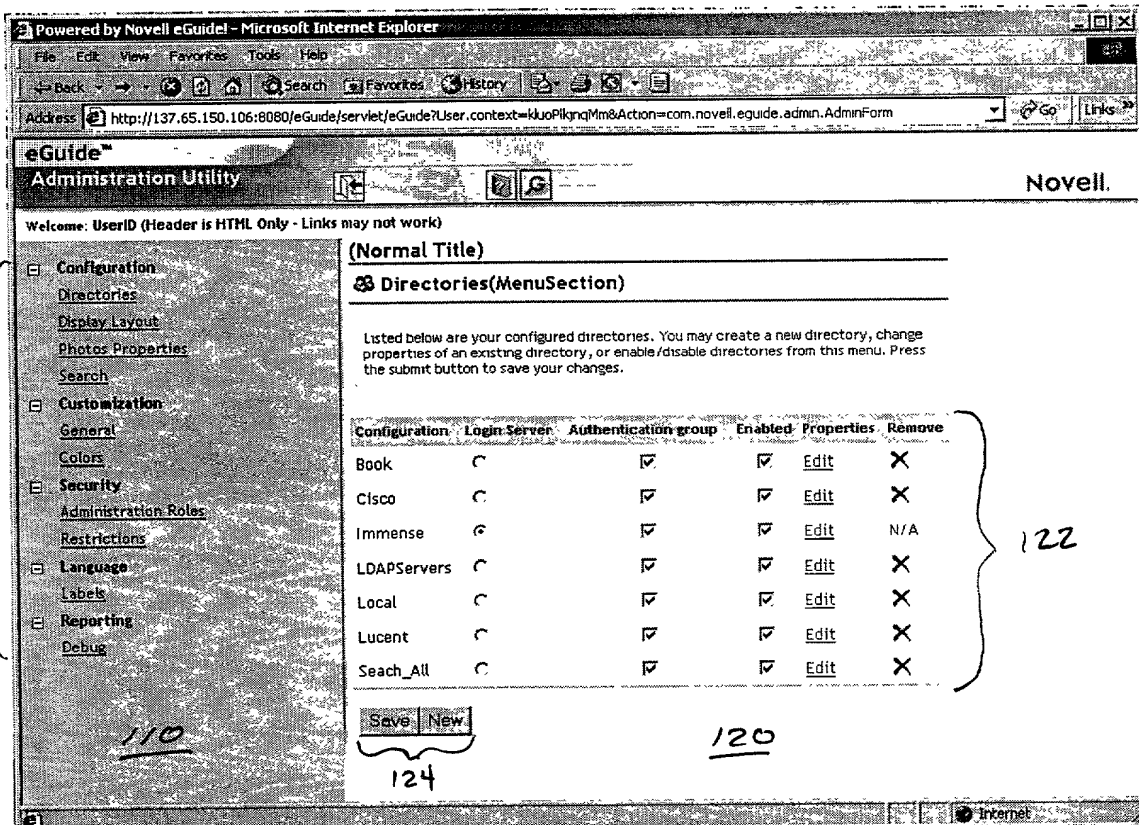 Powered by Novell eGuide! - Microsoft Internet Explorer
File Edit View Favorites Tools Help
Back Search Favorites History
Address http://137.65.150.106:8080/eGuide/servlet/eGuide?User.context=kluoPlkjnqMm&Action=com.novell.eguide.admin.AdminForm Go Links »
eGuide™
Administration Utility
Novell.
Welcome: UserID (Header is HTML Only - Links may not work)
Configuration
Directories
Display Layout
Photos Properties
Search
Customization
General
Colors
Security
Administration Roles
Restrictions
Language
Labels
Reporting
Debug
110
(Normal Title)
Directories(MenuSection)
Listed below are your configured directories. You may create a new directory, change
properties of an existing directory, or enable/disable directories from this menu. Press
the submit button to save your changes.
Configuration Login Server Authentication group Enabled Properties Remove
Book Edit
Cisco Edit
Immense Edit N/A
LDAPServers Edit
Local Edit
Lucent Edit
Seach_All Edit
122
Save New
124
120
Internet